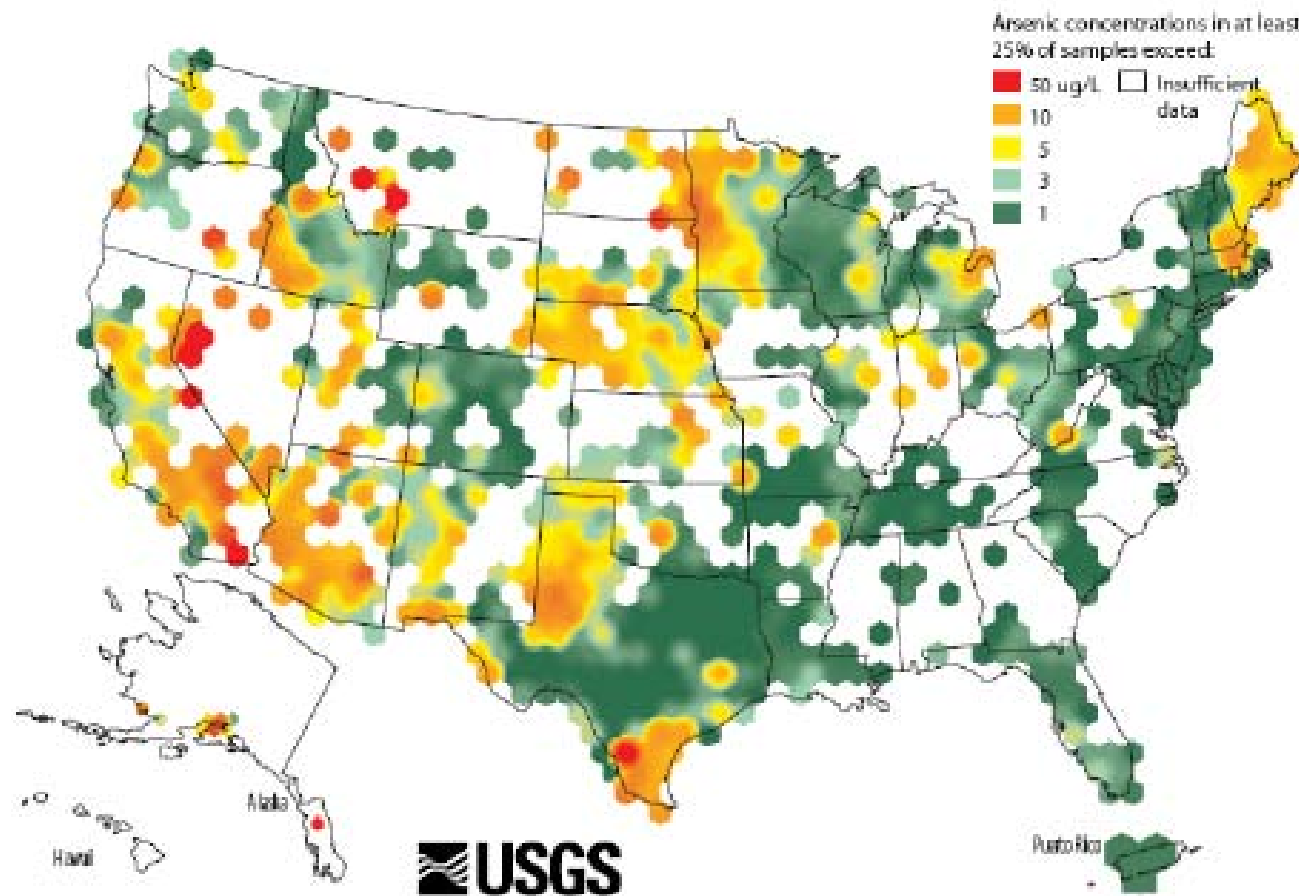 Arsenic concentrations in at least
25% of samples exceed:
50 ug/L
Insufficient
data
10
5
3
1
Alaska
Hawaii
Puerto Rico
USGS